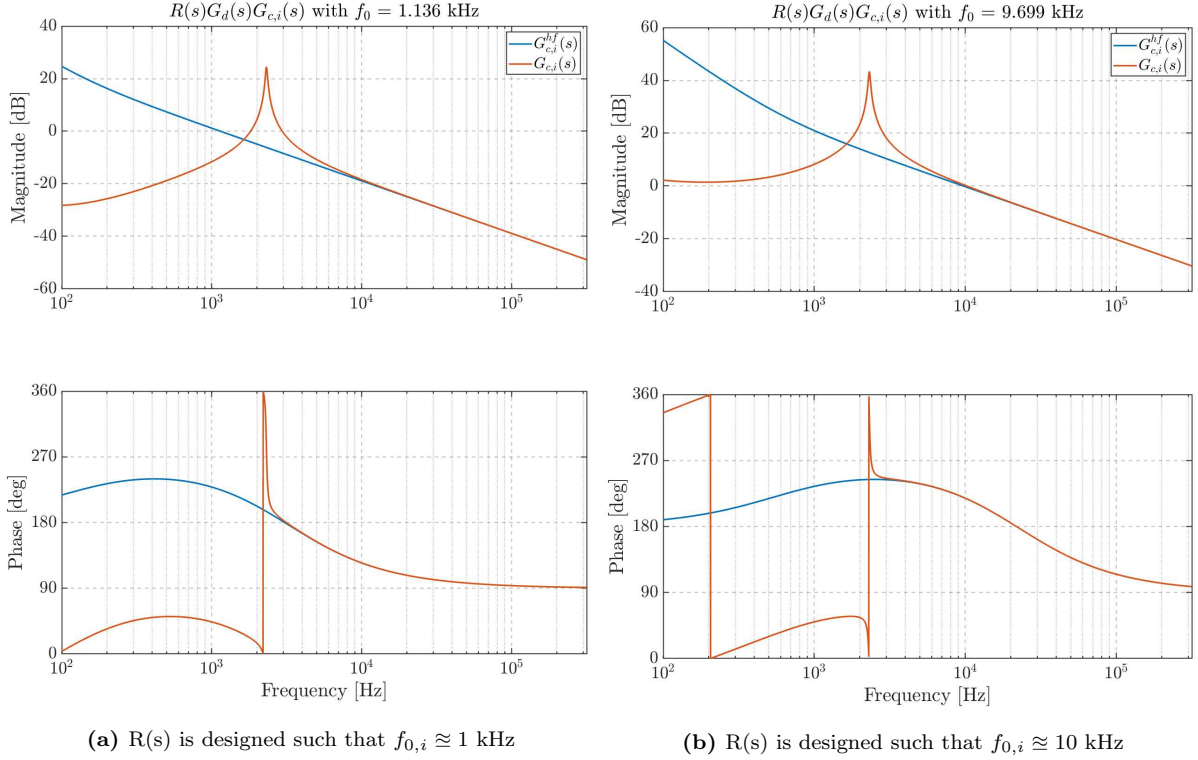 R(s)G_d(s)G_{c,i}(s) with f_0 = 1.136 kHz
G_{c,i}^{hf}(s)
G_{c,i}(s)
Magnitude [dB]
40
20
0
-20
-40
-60
10^2
10^3
10^4
10^5
Phase [deg]
360
270
180
90
0
10^2
10^3
10^4
10^5
Frequency [Hz]
(a) R(s) is designed such that f_{0,i} ≊ 1 kHz
R(s)G_d(s)G_{c,i}(s) with f_0 = 9.699 kHz
G_{c,i}^{hf}(s)
G_{c,i}(s)
Magnitude [dB]
60
40
20
0
-20
-40
10^2
10^3
10^4
10^5
Phase [deg]
360
270
180
90
0
10^2
10^3
10^4
10^5
Frequency [Hz]
(b) R(s) is designed such that f_{0,i} ≊ 10 kHz